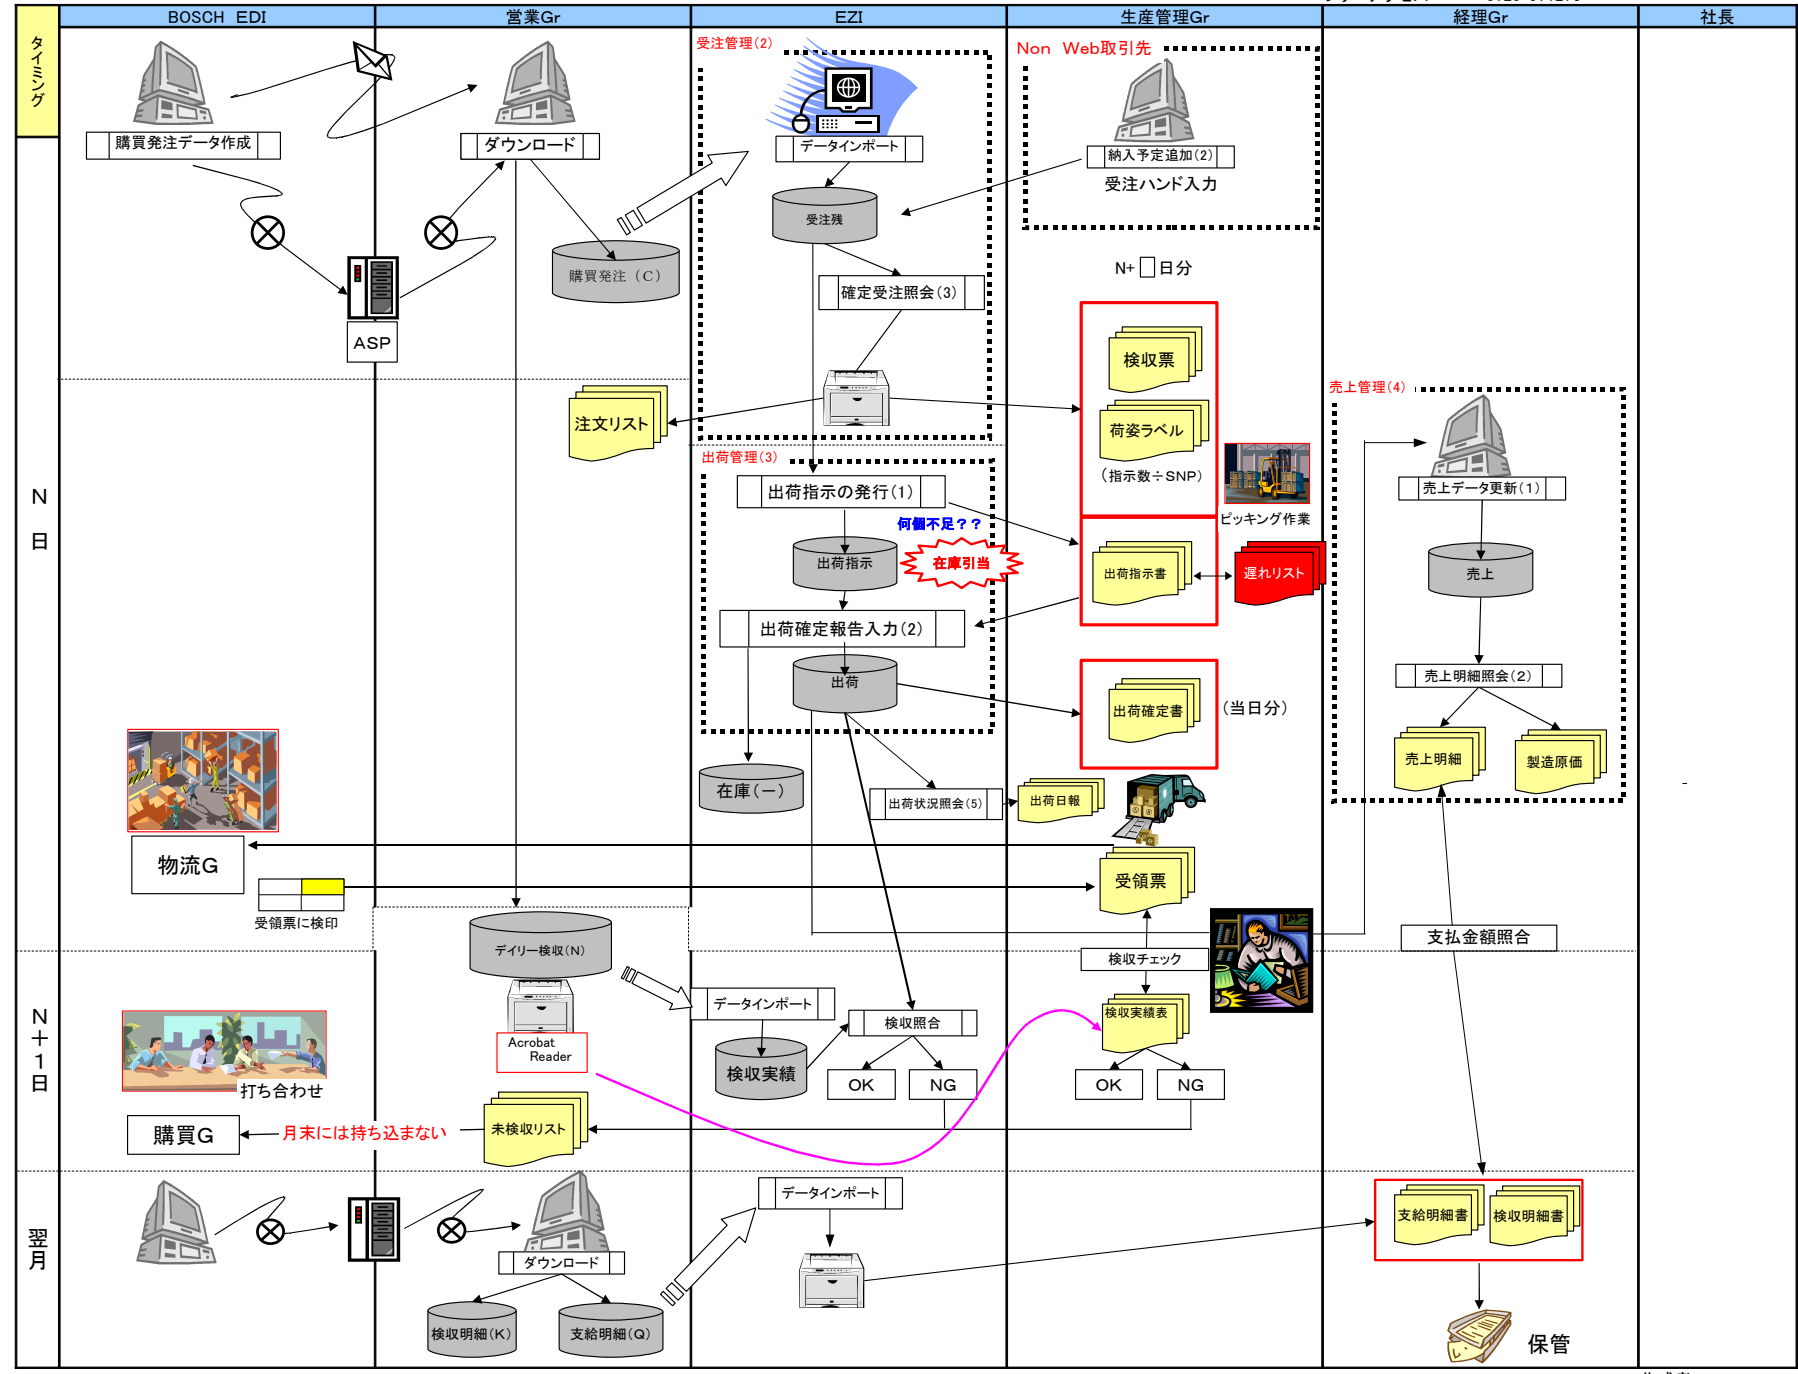 BOSCH EDI
営業Gr
EZI
生産管理Gr
経理Gr
社長
タイミング
受注管理(2)
Non Web取引先
購買発注データ作成
ダウンロード
データインポート
納入予定追加(2)
受注ハンド入力
受注残
購買発注（C）
N+ 日分
確定受注照会(3)
ASP
検収票
注文リスト
荷姿ラベル
(指示数÷SNP)
売上管理(4)
出荷管理(3)
N
日
出荷指示の発行(1)
売上データ更新(1)
何個不足？？
ピッキング作業
出荷指示
在庫引当
出荷指示書
遅れリスト
売上
出荷確定報告入力(2)
出荷
売上明細照会(2)
出荷確定書
(当日分)
売上明細
製造原価
在庫(－)
出荷状況照会(5)
出荷日報
物流G
受領票
受領票に検印
支払金額照合
デイリー検収(N)
検収チェック
N
＋
1
日
データインポート
検収照合
検収実績表
Acrobat
Reader
検収実績
OK
NG
OK
NG
打ち合わせ
購買G
月末には持ち込まない
未検収リスト
翌月
データインポート
支給明細書
検収明細書
ダウンロード
検収明細(K)
支給明細(Q)
保管